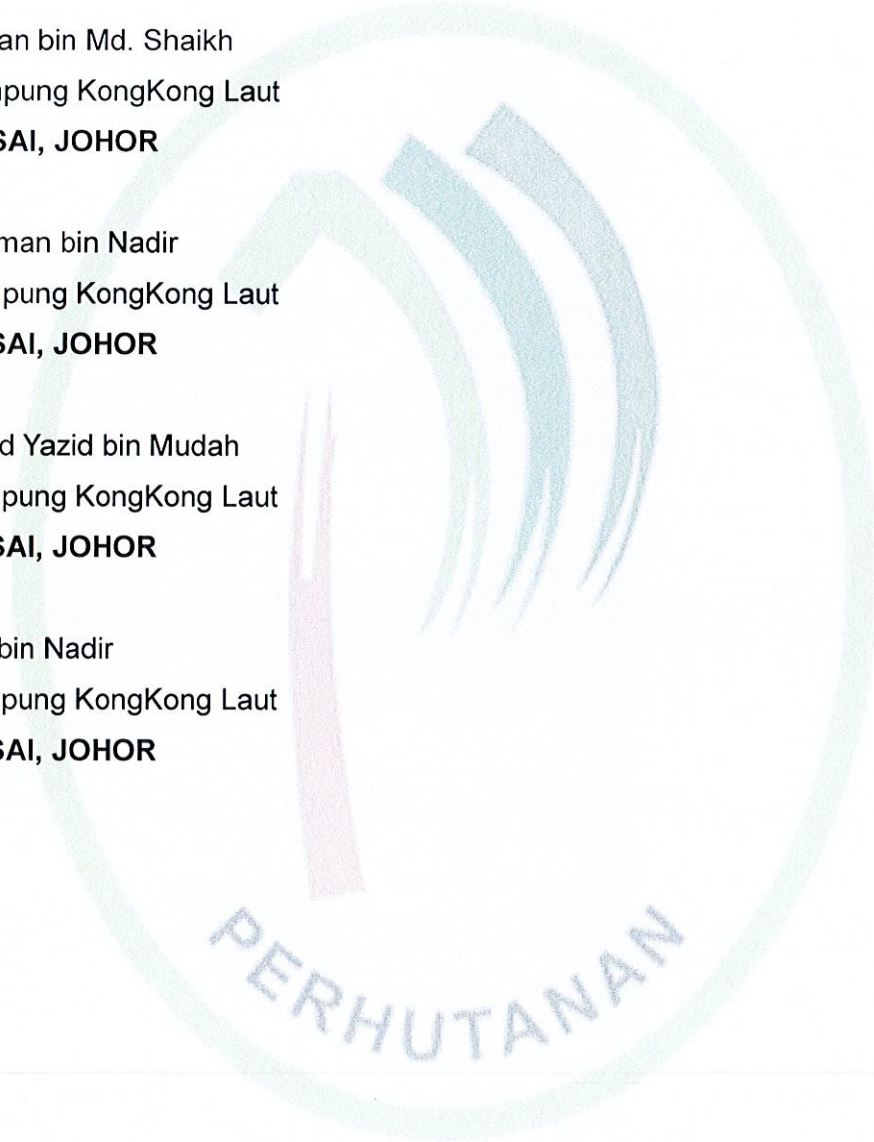 an bin Md. Shaikh
pung KongKong Laut
SAI, JOHOR
man bin Nadir
pung KongKong Laut
SAI, JOHOR
d Yazid bin Mudah
pung KongKong Laut
SAI, JOHOR
bin Nadir
pung KongKong Laut
SAI, JOHOR
PERHUTANAN